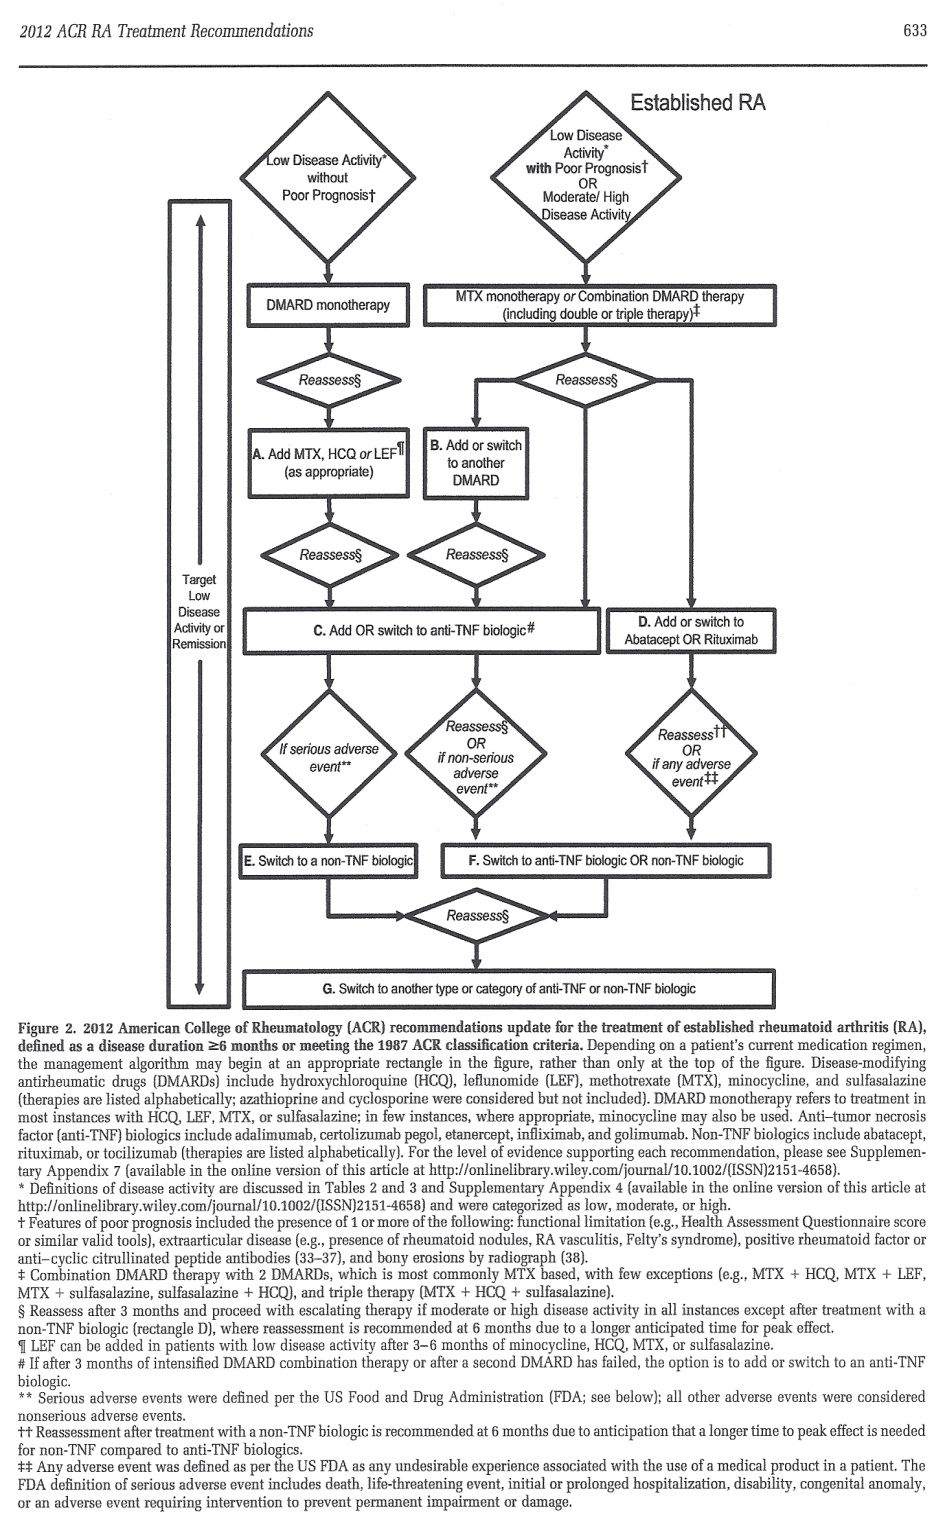 2012 ACR RA Treatment Recommendations
633
Established RA
Low Disease Activity*
without
Poor Prognosis†
Low Disease
Activity*
with Poor Prognosis†
OR
Moderate/ High
Disease Activity
DMARD monotherapy
MTX monotherapy or Combination DMARD therapy
(including double or triple therapy)‡
Reassess§
Reassess§
A. Add MTX, HCQ or LEF¶
(as appropriate)
B. Add or switch
to another
DMARD
Reassess§
Reassess§
Target
Low
Disease
Activity or
Remission
C. Add OR switch to anti-TNF biologic#
D. Add or switch to
Abatacept OR Rituximab
If serious adverse
event**
Reassess§
OR
if non-serious
adverse
event**
Reassess††
OR
if any adverse
event‡‡
E. Switch to a non-TNF biologic
F. Switch to anti-TNF biologic OR non-TNF biologic
Reassess§
G. Switch to another type or category of anti-TNF or non-TNF biologic
Figure 2. 2012 American College of Rheumatology (ACR) recommendations update for the treatment of established rheumatoid arthritis (RA),
defined as a disease duration ≥6 months or meeting the 1987 ACR classification criteria. Depending on a patient's current medication regimen,
the management algorithm may begin at an appropriate rectangle in the figure, rather than only at the top of the figure. Disease-modifying
antirheumatic drugs (DMARDs) include hydroxychloroquine (HCQ), leflunomide (LEF), methotrexate (MTX), minocycline, and sulfasalazine
(therapies are listed alphabetically; azathioprine and cyclosporine were considered but not included). DMARD monotherapy refers to treatment in
most instances with HCQ, LEF, MTX, or sulfasalazine; in few instances, where appropriate, minocycline may also be used. Anti–tumor necrosis
factor (anti-TNF) biologics include adalimumab, certolizumab pegol, etanercept, infliximab, and golimumab. Non-TNF biologics include abatacept,
rituximab, or tocilizumab (therapies are listed alphabetically). For the level of evidence supporting each recommendation, please see Supplemen-
tary Appendix 7 (available in the online version of this article at http://onlinelibrary.wiley.com/journal/10.1002/(ISSN)2151-4658).
* Definitions of disease activity are discussed in Tables 2 and 3 and Supplementary Appendix 4 (available in the online version of this article at
http://onlinelibrary.wiley.com/journal/10.1002/(ISSN)2151-4658) and were categorized as low, moderate, or high.
† Features of poor prognosis included the presence of 1 or more of the following: functional limitation (e.g., Health Assessment Questionnaire score
or similar valid tools), extraarticular disease (e.g., presence of rheumatoid nodules, RA vasculitis, Felty's syndrome), positive rheumatoid factor or
anti–cyclic citrullinated peptide antibodies (33–37), and bony erosions by radiograph (38).
‡ Combination DMARD therapy with 2 DMARDs, which is most commonly MTX based, with few exceptions (e.g., MTX + HCQ, MTX + LEF,
MTX + sulfasalazine, sulfasalazine + HCQ), and triple therapy (MTX + HCQ + sulfasalazine).
§ Reassess after 3 months and proceed with escalating therapy if moderate or high disease activity in all instances except after treatment with a
non-TNF biologic (rectangle D), where reassessment is recommended at 6 months due to a longer anticipated time for peak effect.
¶ LEF can be added in patients with low disease activity after 3–6 months of minocycline, HCQ, MTX, or sulfasalazine.
# If after 3 months of intensified DMARD combination therapy or after a second DMARD has failed, the option is to add or switch to an anti-TNF
biologic.
** Serious adverse events were defined per the US Food and Drug Administration (FDA; see below); all other adverse events were considered
nonserious adverse events.
†† Reassessment after treatment with a non-TNF biologic is recommended at 6 months due to anticipation that a longer time to peak effect is needed
for non-TNF compared to anti-TNF biologics.
‡‡ Any adverse event was defined as per the US FDA as any undesirable experience associated with the use of a medical product in a patient. The
FDA definition of serious adverse event includes death, life-threatening event, initial or prolonged hospitalization, disability, congenital anomaly,
or an adverse event requiring intervention to prevent permanent impairment or damage.